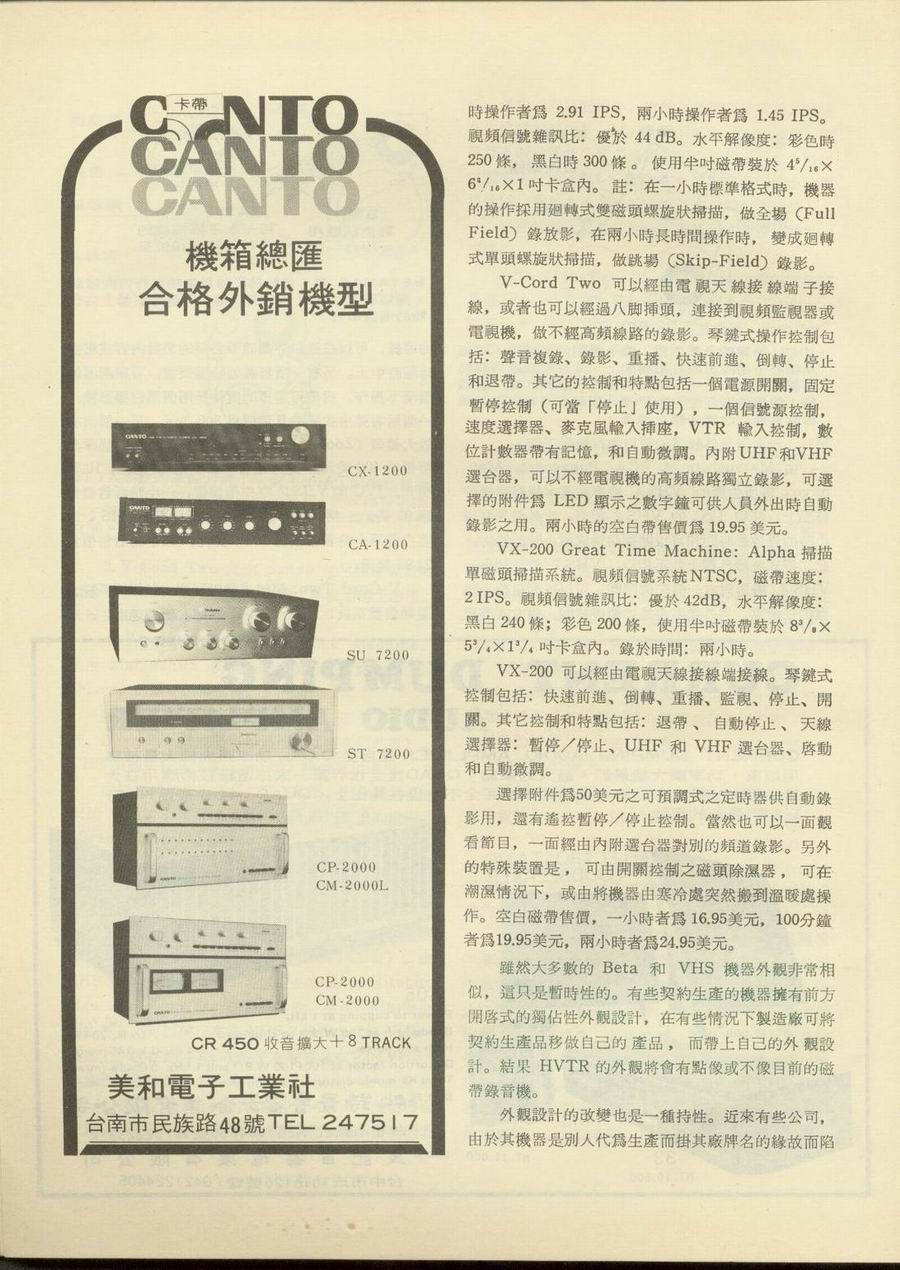 卡帶
CANTO
CANTO
CANTO
機箱總匯
合格外銷機型
CANTO
CX-1200
CANTO
CA-1200
SU 7200
ST 7200
CP-2000
CM-2000L
CP-2000
CM-2000
CR 450 收音擴大＋8 TRACK
美和電子工業社
台南市民族路48號TEL 247517
時操作者爲 2.91 IPS，兩小時操作者爲 1.45 IPS。
視頻信號雜訊比：優於 44 dB。水平解像度：彩色時
250 條，黑白時 300 條。使用半吋磁帶裝於 4⁵/₁₆×
×1 吋卡盒內。註：在一小時標準格式時，機器
的操作採用廻轉式雙磁頭螺旋狀掃描，做全場（Full
Field）錄放影，在兩小時長時間操作時，變成廻轉
式單頭螺旋狀掃描，做跳場（Skip-Field）錄影。
V-Cord Two 可以經由電視天線接線端子接
線，或者也可以經過八脚揷頭，連接到視頻監視器或
電視機，做不經高頻線路的錄影。琴鍵式操作控制包
括：聲音複錄、錄影、重播、快速前進、倒轉、停止
和退帶。其它的控制和特點包括一個電源開關，固定
暫停控制（可當「停止」使用），一個信號源控制，
速度選擇器、麥克風輸入揷座，VTR 輸入控制，數
位計數器帶有記憶，和自動微調。內附UHF和VHF
選台器，可以不經電視機的高頻線路獨立錄影，可選
擇的附件爲 LED 顯示之數字鐘可供人員外出時自動
錄影之用。兩小時的空白帶售價爲 19.95 美元。
VX-200 Great Time Machine: Alpha 掃描
單磁頭掃描系統。視頻信號系統NTSC，磁帶速度：
2 IPS。視頻信號雜訊比：優於 42dB，水平解像度：
黑白 240 條；彩色 200 條，使用半吋磁帶裝於 8³/₈×
5³/₄×1³/₄ 吋卡盒內。錄於時間：兩小時。
VX-200 可以經由電視天線接線端接線。琴鍵式
控制包括：快速前進、倒轉、重播、監視、停止、開
關。其它控制和特點包括：退帶、自動停止、天線
選擇器：暫停／停止、UHF 和 VHF 選台器、啓動
和自動微調。
選擇附件爲50美元之可預調式之定時器供自動錄
影用，還有遙控暫停／停止控制。當然也可以一面觀
看節目，一面經由內附選台器對別的頻道錄影。另外
的特殊裝置是，可由開關控制之磁頭除濕器，可在
潮濕情況下，或由將機器由寒冷處突然搬到溫暖處操
作。空白磁帶售價，一小時者爲 16.95美元，100分鐘
者爲19.95美元，兩小時者爲24.95美元。
雖然大多數的 Beta 和 VHS 機器外觀非常相
似，這只是暫時性的。有些契約生產的機器擁有前方
開啓式的獨佔性外觀設計，在有些情況下製造廠可將
契約生產品移做自己的產品，而帶上自己的外觀設
計。結果 HVTR 的外觀將會有點像或不像目前的磁
帶錄音機。
外觀設計的改變也是一種特性。近來有些公司，
由於其機器是別人代爲生產而掛其廠牌名的緣故而陷